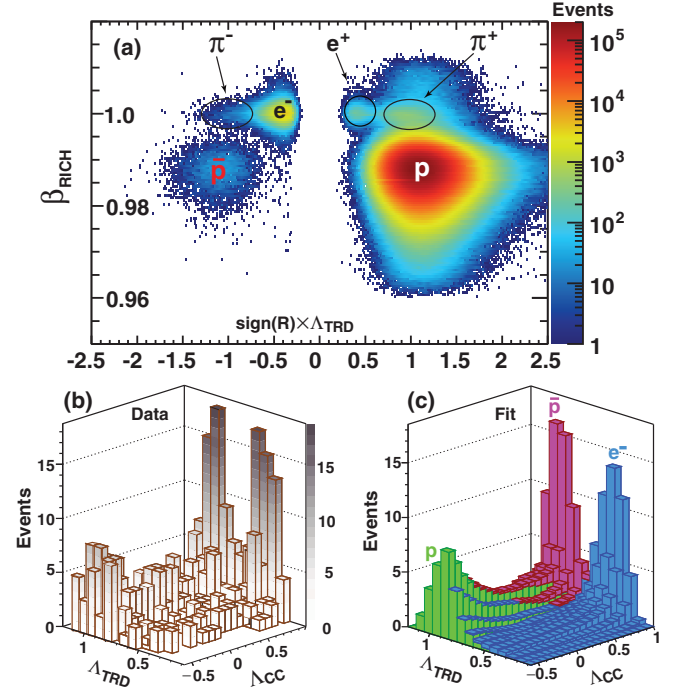 Events
(a)
π⁻
e⁺
π⁺
e⁻
p̄
p
β_RICH
1.0
0.98
0.96
sign(R)×Λ_TRD
-2.5 -2 -1.5 -1 -0.5 0 0.5 1 1.5 2 2.5
10⁵
10⁴
10³
10²
10
1
(b) Data
Events
15
10
5
0
1 0.5
Λ_TRD
−0.5 0 0.5
Λ_CC
15
10
5
0
(c) Fit
p̄
e⁻
p
Events
15
10
5
0
1 0.5
Λ_TRD
−0.5 0 0.5 1
Λ_CC